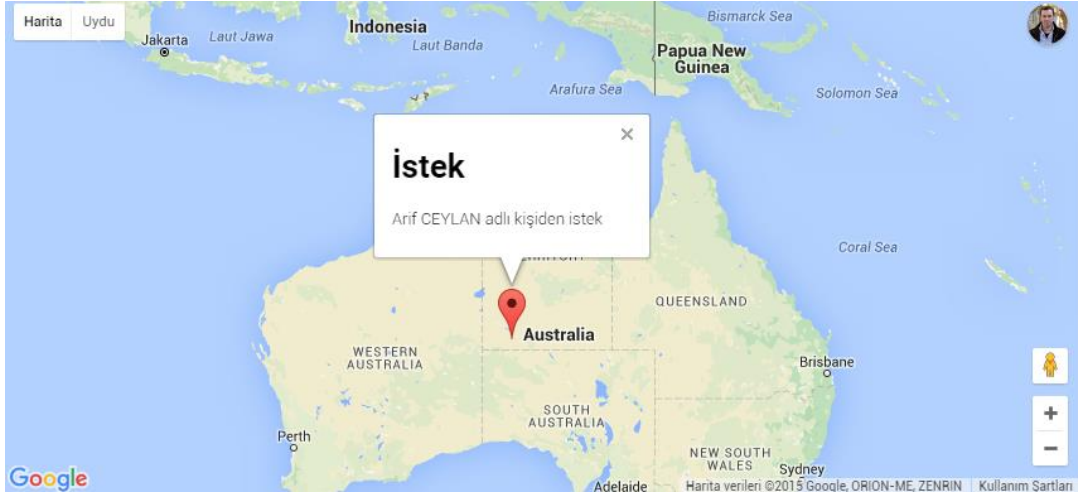 Harita Uydu
Bismarck Sea
Indonesia
Jakarta
Laut Jawa
Laut Banda
Papua New
Guinea
Arafura Sea
Solomon Sea
×
İstek
Arif CEYLAN adlı kişiden istek
Coral Sea
QUEENSLAND
Australia
WESTERN
AUSTRALIA
Brisbane
SOUTH
AUSTRALIA
Perth
+
NEW SOUTH
WALES
Sydney
−
Google
Adelaide
Harita verileri ©2015 Google, ORION-ME, ZENRIN
Kullanım Şartları